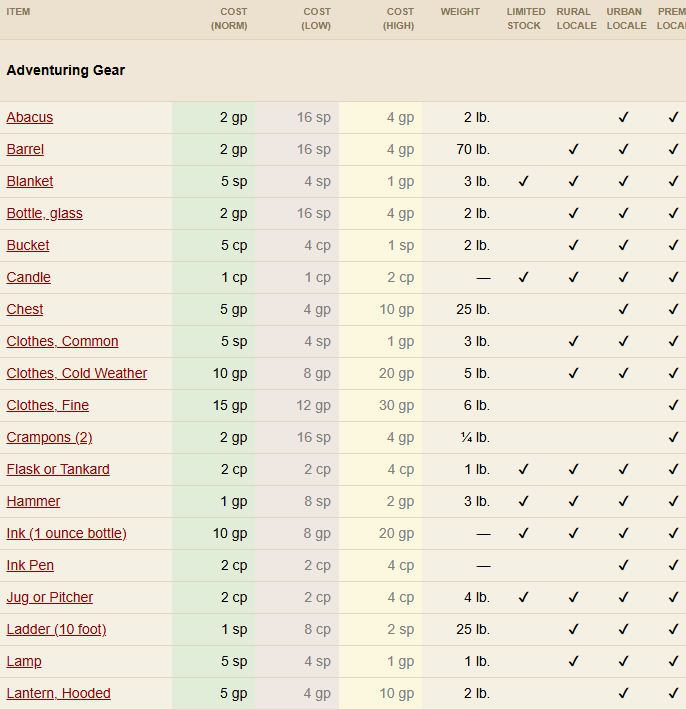 ITEM COST (NORM) COST (LOW) COST (HIGH) WEIGHT LIMITED STOCK RURAL LOCALE URBAN LOCALE PREM LOCA
Adventuring Gear
Abacus 2 gp 16 sp 4 gp 2 lb. ✓ ✓
Barrel 2 gp 16 sp 4 gp 70 lb. ✓ ✓ ✓
Blanket 5 sp 4 sp 1 gp 3 lb. ✓ ✓ ✓ ✓
Bottle, glass 2 gp 16 sp 4 gp 2 lb. ✓ ✓ ✓
Bucket 5 cp 4 cp 1 sp 2 lb. ✓ ✓ ✓
Candle 1 cp 1 cp 2 cp — ✓ ✓ ✓ ✓
Chest 5 gp 4 gp 10 gp 25 lb. ✓ ✓
Clothes, Common 5 sp 4 sp 1 gp 3 lb. ✓ ✓ ✓
Clothes, Cold Weather 10 gp 8 gp 20 gp 5 lb. ✓ ✓ ✓
Clothes, Fine 15 gp 12 gp 30 gp 6 lb. ✓
Crampons (2) 2 gp 16 sp 4 gp ¼ lb. ✓
Flask or Tankard 2 cp 2 cp 4 cp 1 lb. ✓ ✓ ✓ ✓
Hammer 1 gp 8 sp 2 gp 3 lb. ✓ ✓ ✓ ✓
Ink (1 ounce bottle) 10 gp 8 gp 20 gp — ✓ ✓ ✓ ✓
Ink Pen 2 cp 2 cp 4 cp — ✓ ✓
Jug or Pitcher 2 cp 2 cp 4 cp 4 lb. ✓ ✓ ✓ ✓
Ladder (10 foot) 1 sp 8 cp 2 sp 25 lb. ✓ ✓ ✓
Lamp 5 sp 4 sp 1 gp 1 lb. ✓ ✓ ✓
Lantern, Hooded 5 gp 4 gp 10 gp 2 lb. ✓ ✓